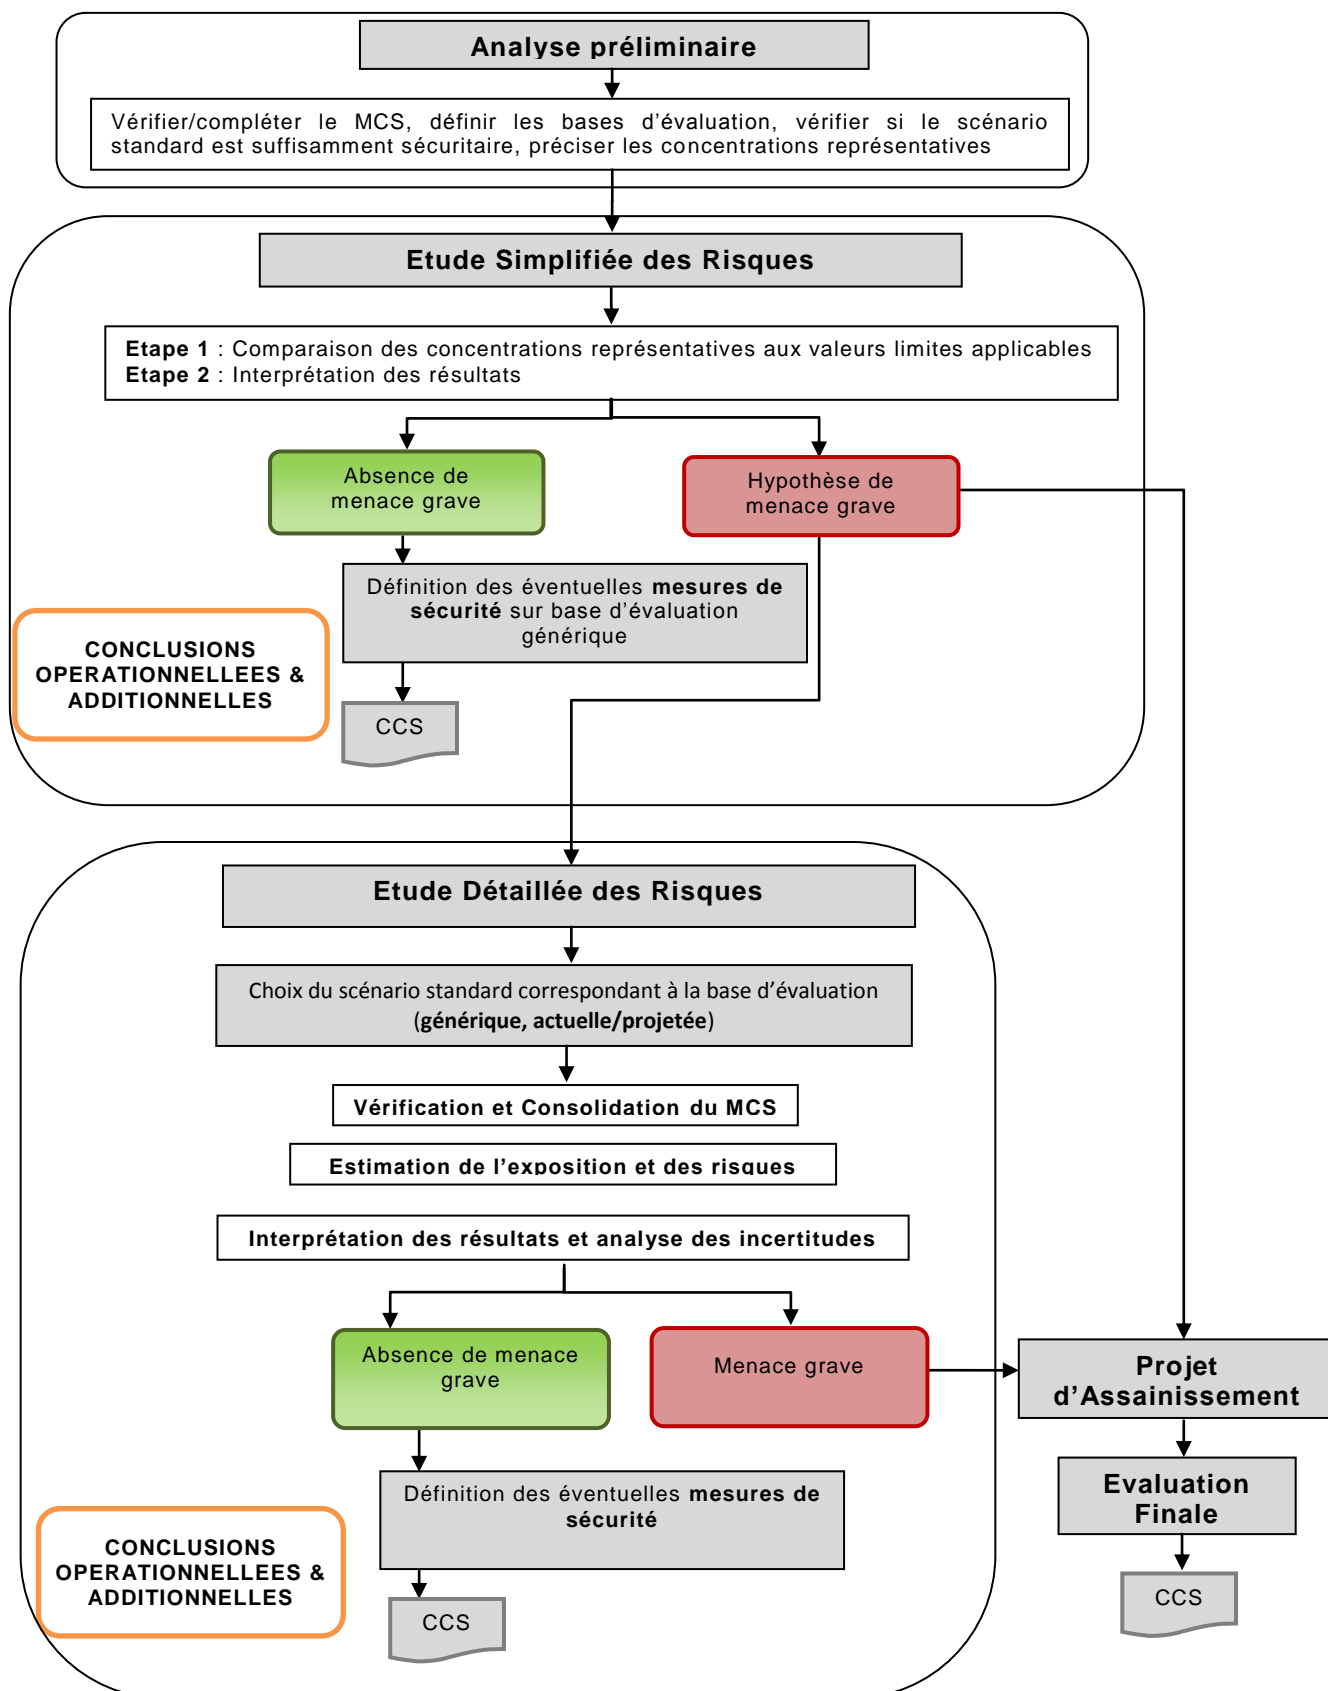 Analyse préliminaire
Vérifier/compléter le MCS, définir les bases d’évaluation, vérifier si le scénario
standard est suffisamment sécuritaire, préciser les concentrations représentatives
Etude Simplifiée des Risques
Etape 1 : Comparaison des concentrations représentatives aux valeurs limites applicables
Etape 2 : Interprétation des résultats
Absence de
menace grave
Hypothèse de
menace grave
Définition des éventuelles mesures de
sécurité sur base d’évaluation
générique
CONCLUSIONS
OPERATIONNELLEES &
ADDITIONNELLES
CCS
Etude Détaillée des Risques
Choix du scénario standard correspondant à la base d’évaluation
(générique, actuelle/projetée)
Vérification et Consolidation du MCS
Estimation de l’exposition et des risques
Interprétation des résultats et analyse des incertitudes
Absence de menace
grave
Menace grave
Projet
d’Assainissement
Définition des éventuelles mesures de
sécurité
Evaluation
Finale
CONCLUSIONS
OPERATIONNELLEES &
ADDITIONNELLES
CCS
CCS